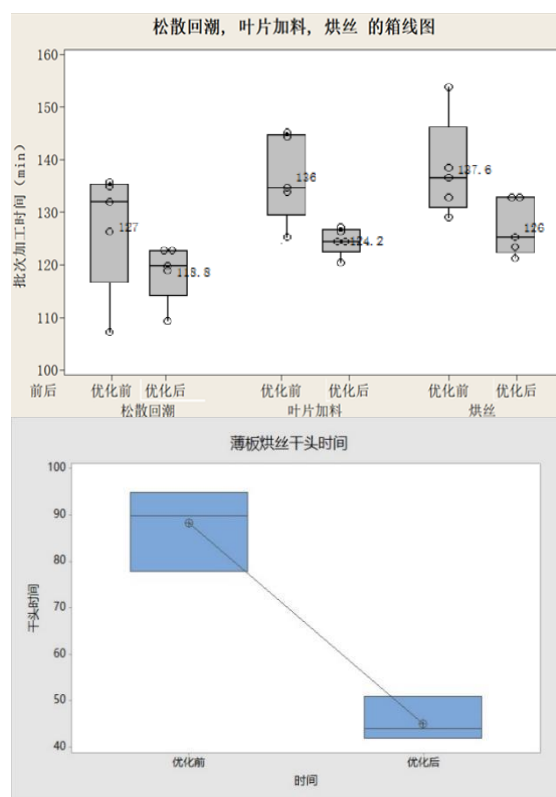 松散回潮, 叶片加料, 烘丝 的箱线图
批次加工时间（min）
160
150
140
130
120
110
100
127
118.8
136
124.2
137.6
126
前后 优化前 优化后 优化前 优化后 优化前 优化后
松散回潮 叶片加料 烘丝
薄板烘丝干头时间
干头时间
100
90
80
70
60
50
40
优化前 优化后
时间